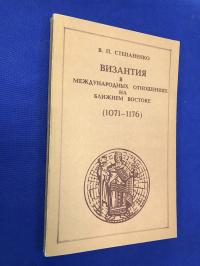 В. П. СТЕПАНЕНКО
ВИЗАНТИЯ
В
МЕЖДУНАРОДНЫХ ОТНОШЕНИЯХ
НА
БЛИЖНЕМ ВОСТОКЕ
(1071–1176)